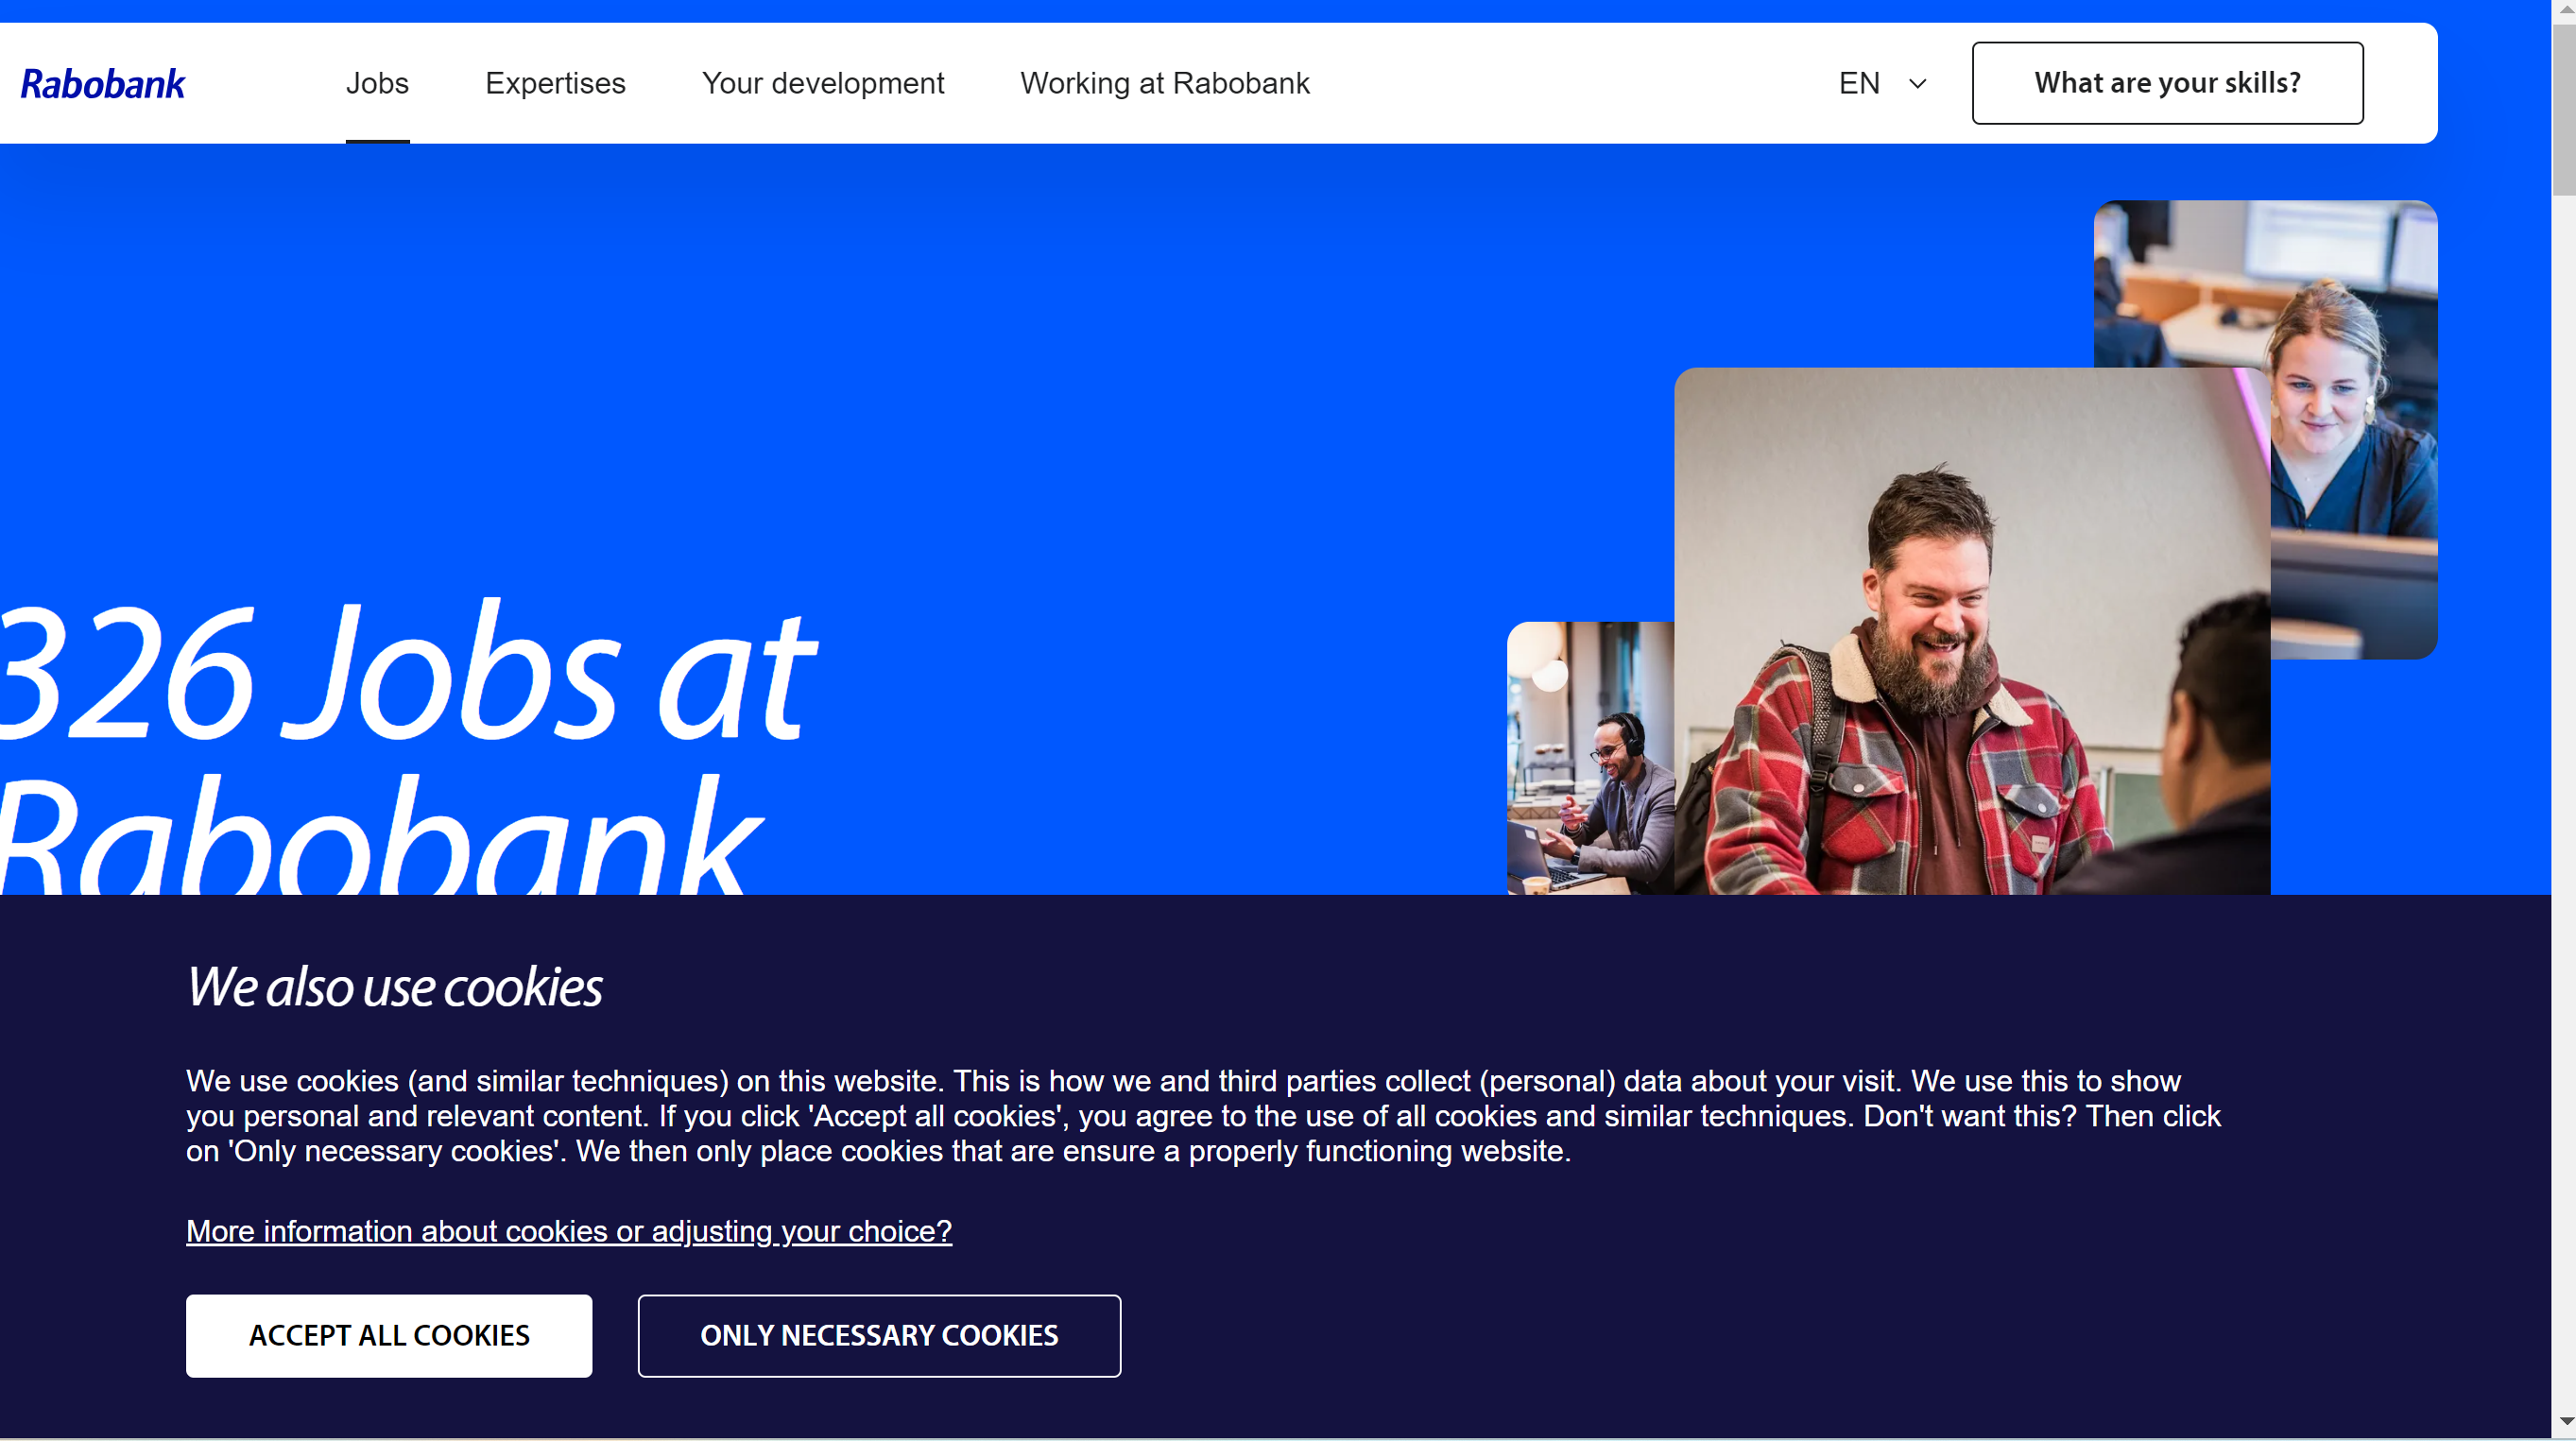 Rabobank
Jobs
Expertises
Your development
Working at Rabobank
EN
What are your skills?
326 Jobs at
Rabobank
We also use cookies
We use cookies (and similar techniques) on this website. This is how we and third parties collect (personal) data about your visit. We use this to show
you personal and relevant content. If you click 'Accept all cookies', you agree to the use of all cookies and similar techniques. Don't want this? Then click
on 'Only necessary cookies'. We then only place cookies that are ensure a properly functioning website.
More information about cookies or adjusting your choice?
ACCEPT ALL COOKIES
ONLY NECESSARY COOKIES